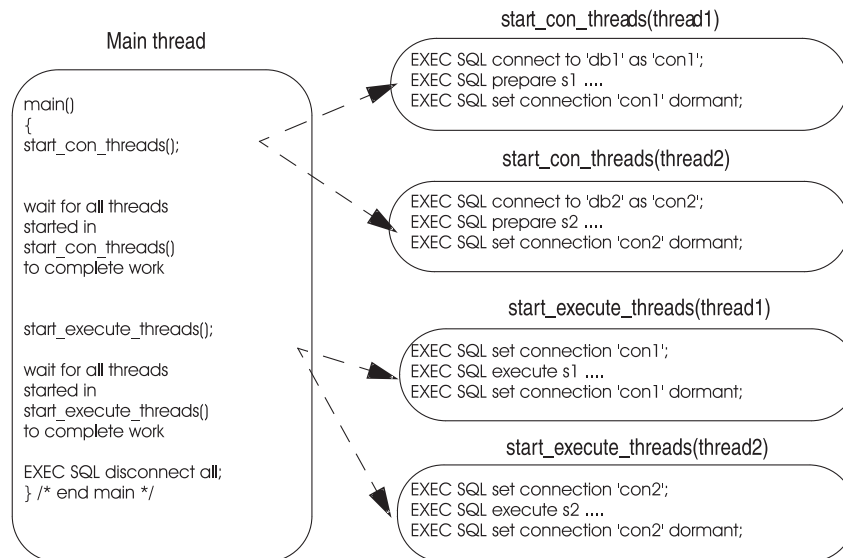 Main thread
main()
{
start_con_threads();
wait for all threads
started in
start_con_threads()
to complete work
start_execute_threads();
wait for all threads
started in
start_execute_threads()
to complete work
EXEC SQL disconnect all;
} /* end main */
start_con_threads(thread1)
EXEC SQL connect to 'db1' as 'con1';
EXEC SQL prepare s1 ....
EXEC SQL set connection 'con1' dormant;
start_con_threads(thread2)
EXEC SQL connect to 'db2' as 'con2';
EXEC SQL prepare s2 ....
EXEC SQL set connection 'con2' dormant;
start_execute_threads(thread1)
EXEC SQL set connection 'con1';
EXEC SQL execute s1 ....
EXEC SQL set connection 'con1' dormant;
start_execute_threads(thread2)
EXEC SQL set connection 'con2';
EXEC SQL execute s2 ....
EXEC SQL set connection 'con2' dormant;